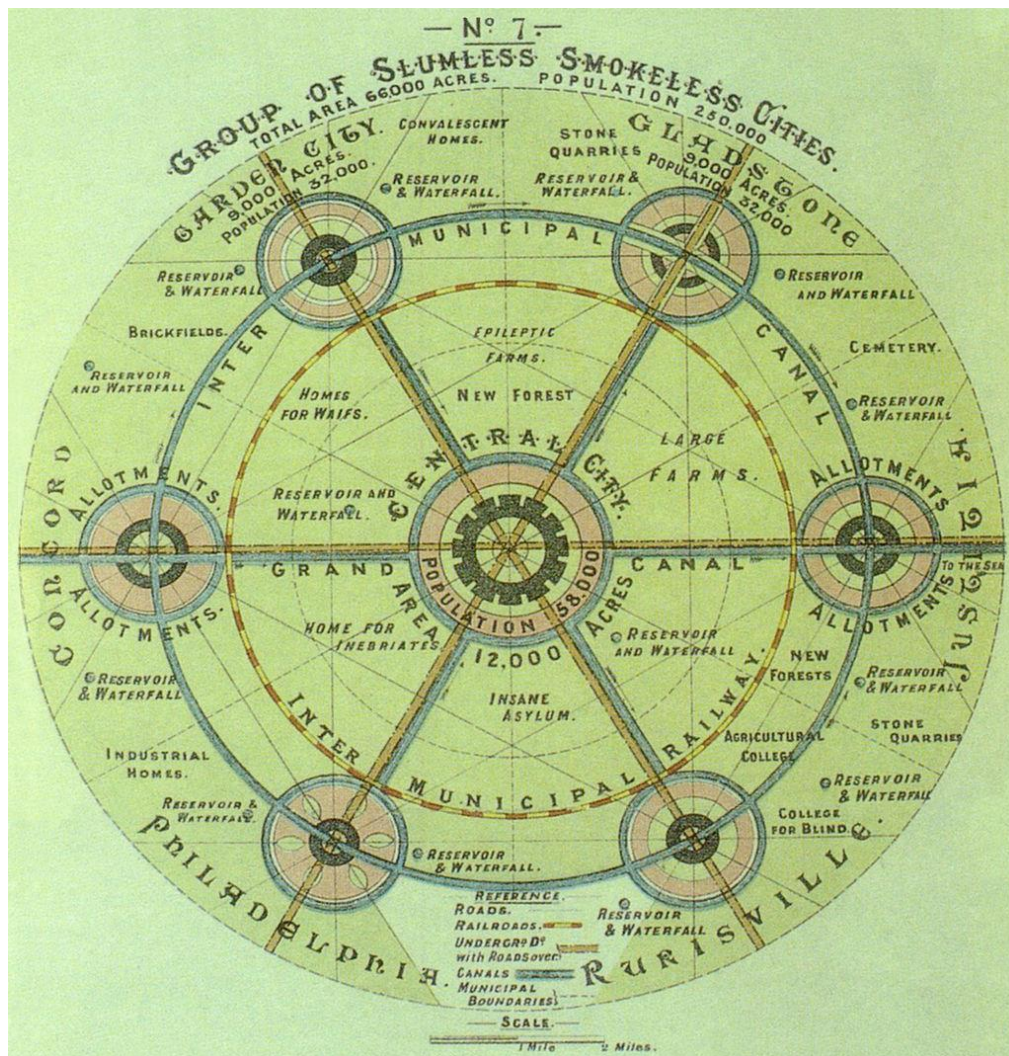 — No 7. —
GROUP OF SLUMLESS SMOKELESS CITIES.
TOTAL AREA 66,000 ACRES. POPULATION 250,000
GARDEN CITY.
9,000 ACRES.
POPULATION 32,000.
CONVALESCENT
HOMES.
STONE
QUARRIES
GLADSTONE
9,000 ACRES.
POPULATION 32,000
RESERVOIR
& WATERFALL.
RESERVOIR &
WATERFALL.
INTER MUNICIPAL CANAL
RESERVOIR
& WATERFALL
RESERVOIR
AND WATERFALL
BRICKFIELDS.
EPILEPTIC
FARMS.
CEMETERY.
RESERVOIR
AND WATERFALL
HOMES
FOR WAIFS.
NEW FOREST
RESERVOIR
& WATERFALL
LARGE
FARMS.
CENTRAL CITY.
CONCORD
ALLOTMENTS.
ALLOTMENTS
JUSTITIA
RESERVOIR AND
WATERFALL.
GRAND CANAL
TO THE SEA
POPULATION 58.000
AREA 12,000 ACRES
ALLOTMENTS.
ALLOTMENTS
HOME FOR
INEBRIATES.
RESERVOIR
AND WATERFALL
NEW
FORESTS
RESERVOIR
& WATERFALL
RESERVOIR
& WATERFALL
INSANE
ASYLUM.
STONE
QUARRIES
INTER MUNICIPAL RAILWAY.
AGRICULTURAL
COLLEGE
INDUSTRIAL
HOMES.
RESERVOIR
& WATERFALL
RESERVOIR &
WATERFALL.
COLLEGE
FOR BLIND.
RESERVOIR
& WATERFALL.
PHILADELPHIA.
RURISVILLE.
REFERENCE.
ROADS.
RAILROADS.
UNDERGRD Do
with Roads over
CANALS
MUNICIPAL
BOUNDARIES
RESERVOIR
& WATERFALL
— SCALE. —
1 Mile 2 Miles.